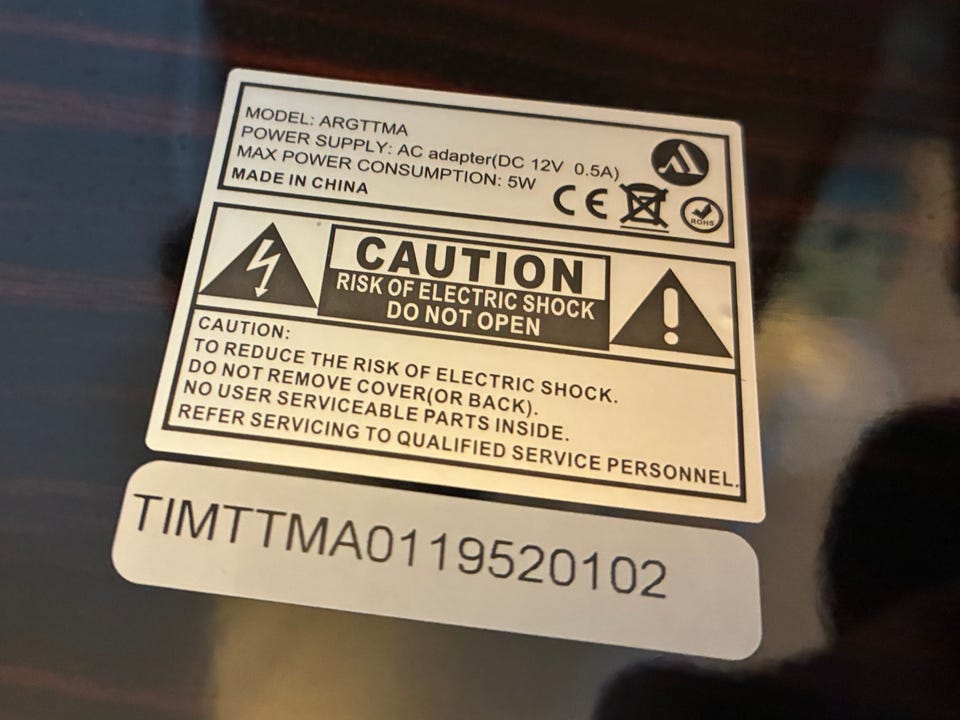 MODEL: ARGTTMA
POWER SUPPLY: AC adapter(DC 12V 0.5A)
MAX POWER CONSUMPTION: 5W
MADE IN CHINA
CE
ROHS
CAUTION
RISK OF ELECTRIC SHOCK
DO NOT OPEN
CAUTION:
TO REDUCE THE RISK OF ELECTRIC SHOCK.
DO NOT REMOVE COVER(OR BACK).
NO USER SERVICEABLE PARTS INSIDE.
REFER SERVICING TO QUALIFIED SERVICE PERSONNEL.
TIMTTMA0119520102